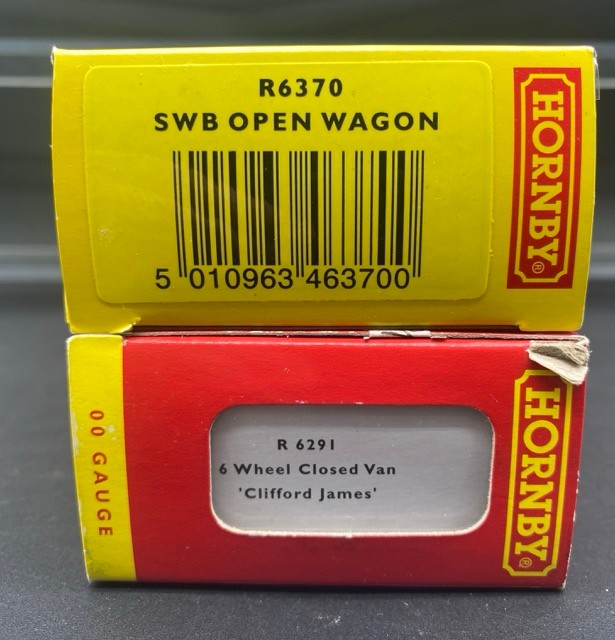 R6370
SWB OPEN WAGON
5 010963 463700
HORNBY®
00 GAUGE
R 6291
6 Wheel Closed Van
'Clifford James'
HORNBY®